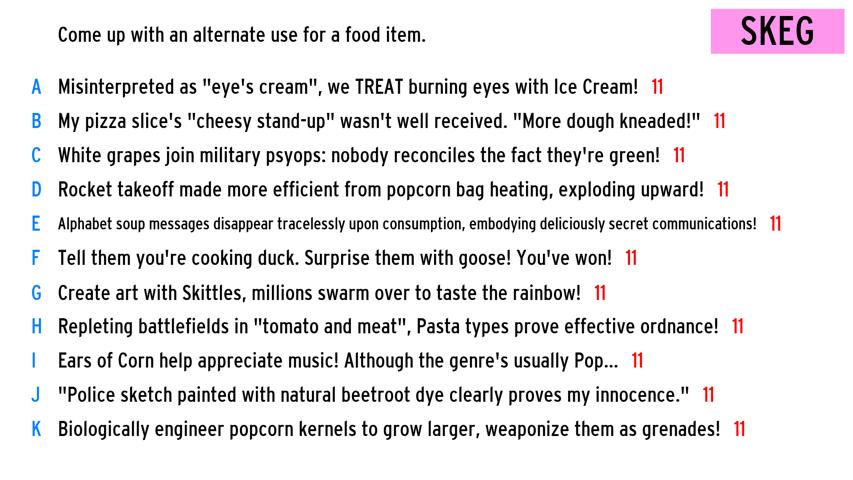 Come up with an alternate use for a food item.
SKEG
A Misinterpreted as "eye's cream", we TREAT burning eyes with Ice Cream! 11
B My pizza slice's "cheesy stand-up" wasn't well received. "More dough kneaded!" 11
C White grapes join military psyops: nobody reconciles the fact they're green! 11
D Rocket takeoff made more efficient from popcorn bag heating, exploding upward! 11
E Alphabet soup messages disappear tracelessly upon consumption, embodying deliciously secret communications! 11
F Tell them you're cooking duck. Surprise them with goose! You've won! 11
G Create art with Skittles, millions swarm over to taste the rainbow! 11
H Repleting battlefields in "tomato and meat", Pasta types prove effective ordnance! 11
I Ears of Corn help appreciate music! Although the genre's usually Pop... 11
J "Police sketch painted with natural beetroot dye clearly proves my innocence." 11
K Biologically engineer popcorn kernels to grow larger, weaponize them as grenades! 11